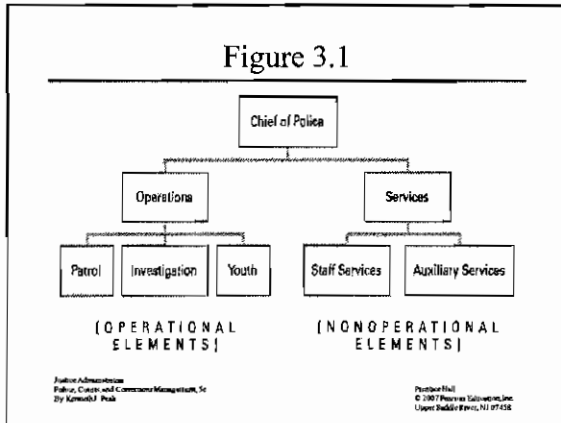 Figure 3.1
Chief of Police
Operations
Services
Patrol
Investigation
Youth
Staff Services
Auxiliary Services
[OPERATIONAL
ELEMENTS]
[NONOPERATIONAL
ELEMENTS]
Justice Administration
Police, Courts, and Corrections Management, 5e
By Kenneth J. Peak
Prentice Hall
© 2007 Pearson Education, Inc.
Upper Saddle River, NJ 07458